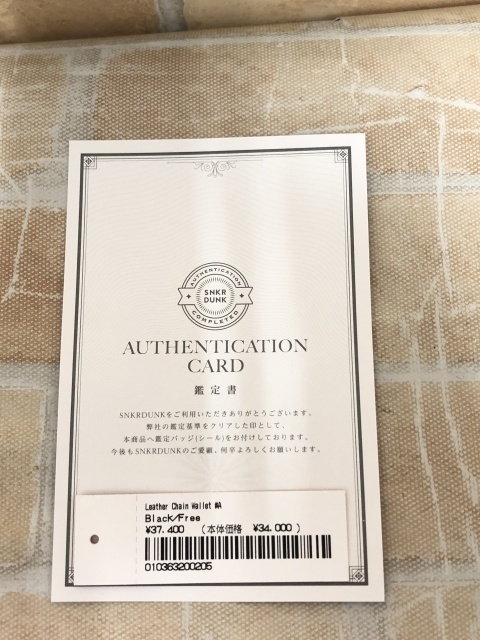 AUTHENTICATION
SNKR
DUNK
COMPLETED
AUTHENTICATION
CARD
鑑定書
SNKRDUNKをご利用いただきありがとうございます。
弊社の鑑定基準をクリアした印として、
本商品へ鑑定バッジ(シール)をお付けしております。
今後もSNKRDUNKのご愛顧、何卒よろしくお願いします。
Leather Chain Wallet #A
Black/Free
¥37.400 (本体価格 ¥34.000)
010363200205